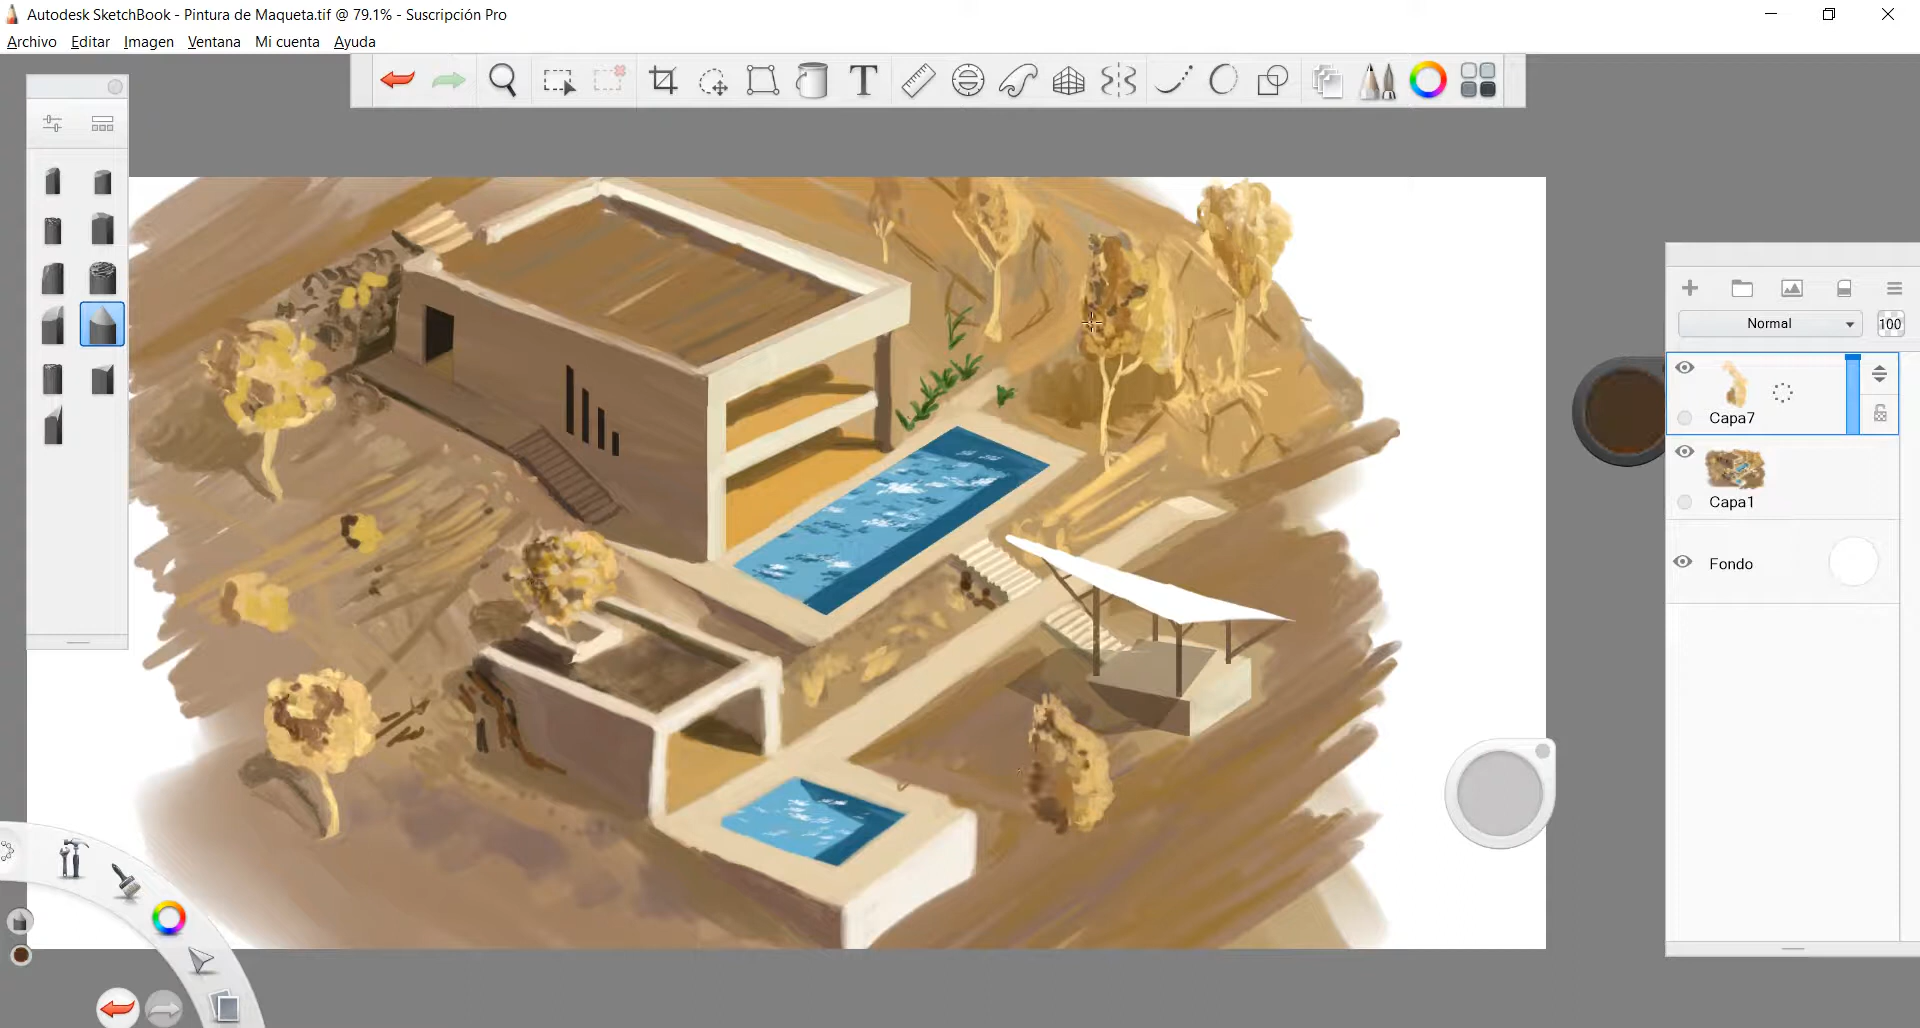 Autodesk SketchBook - Pintura de Maqueta.tif @ 79.1% - Suscripción Pro
Archivo Editar Imagen Ventana Mi cuenta Ayuda
T
Normal 100
Capa7
Capa1
Fondo